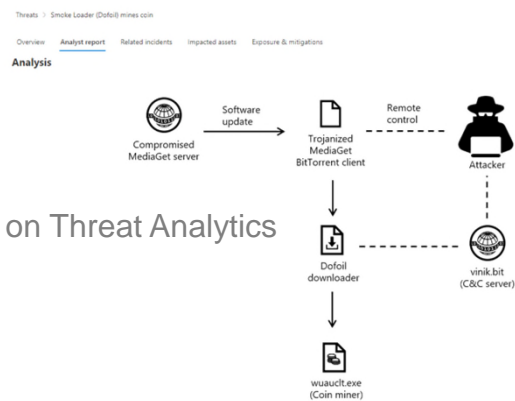 Threats > Smoke Loader (Dofoil) mines coin
Overview Analyst report Related incidents Impacted assets Exposure & mitigations
Analysis
Software
update
Remote
control
Compromised
MediaGet server
Trojanized
MediaGet
BitTorrent client
Attacker
on Threat Analytics
Dofoil
downloader
vinik.bit
(C&C server)
wuauclt.exe
(Coin miner)